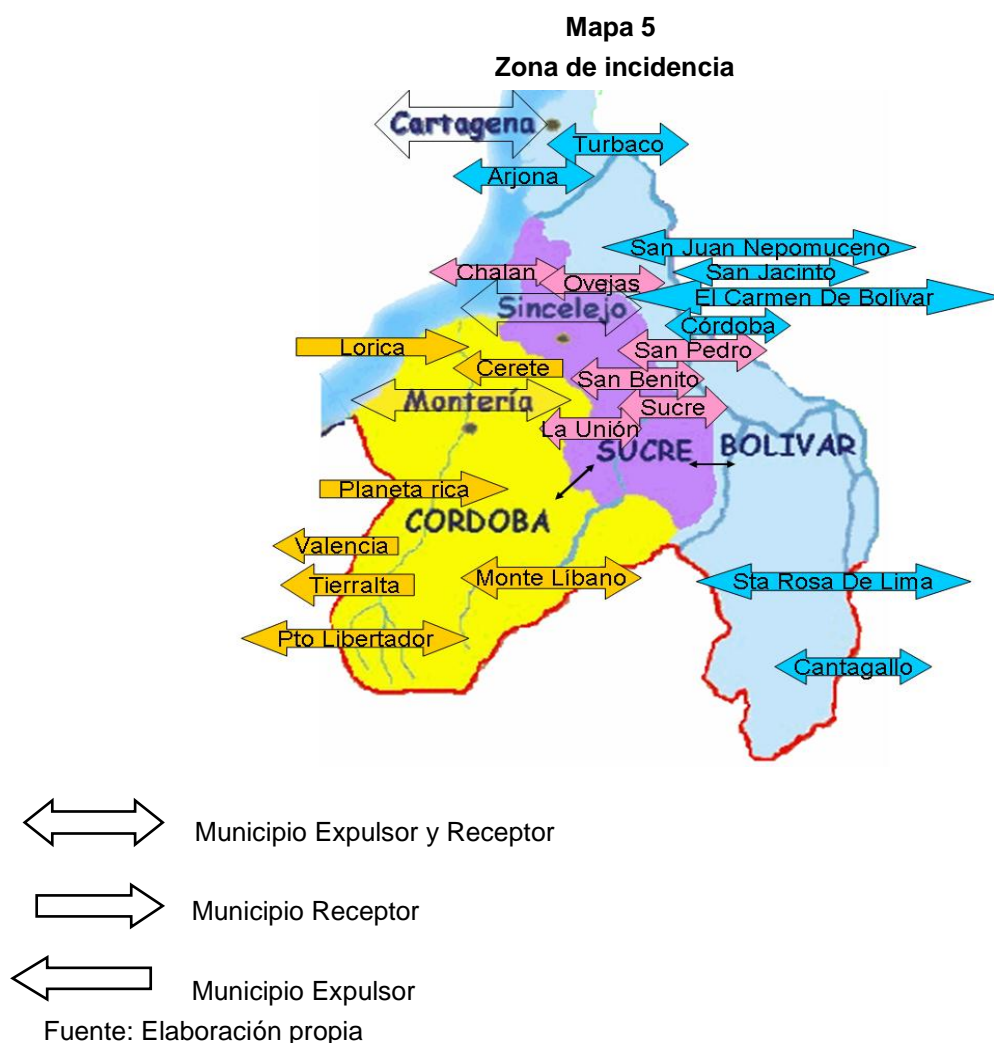 Mapa 5
Zona de incidencia
Cartagena
Turbaco
Arjona
San Juan Nepomuceno
Chalan
San Jacinto
Ovejas
El Carmen De Bolívar
Sincelejo
Córdoba
Lorica
San Pedro
Cerete
San Benito
Montería
Sucre
La Unión
SUCRE
BOLIVAR
Planeta rica
CORDOBA
Valencia
Tierralta
Monte Líbano
Sta Rosa De Lima
Pto Libertador
Cantagallo
Municipio Expulsor y Receptor
Municipio Receptor
Municipio Expulsor
Fuente: Elaboración propia